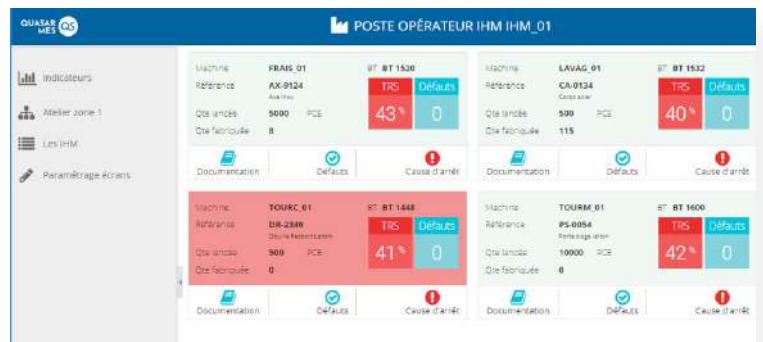 QUASAR
MES QS
POSTE OPÉRATEUR IHM IHM_01
Indicateurs
Atelier zone 1
Les IHM
Paramétrage écrans
Machine FRAIS_01 BT BT 1520
Référence AX-9124 TRS Défauts
Qte lancée 5000 PCE 43 % 0
Qte fabriquée 8
Documentation Défauts Cause d'arrêt
Machine LAVAG_01 BT BT 1532
Référence CA-0134 TRS Défauts
Qte lancée 500 PCE 40 % 0
Qte fabriquée 115
Documentation Défauts Cause d'arrêt
Machine TOURC_01 BT BT 1448
Référence DR-2349 TRS Défauts
Qte lancée 500 PCE 41 % 0
Qte fabriquée 0
Documentation Défauts Cause d'arrêt
Machine TOURM_01 BT BT 1600
Référence PS-0054 TRS Défauts
Qte lancée 10000 PCE 42 % 0
Qte fabriquée 0
Documentation Défauts Cause d'arrêt